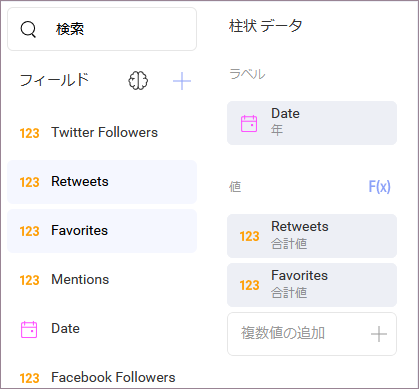 検索
フィールド
123 Twitter Followers
123 Retweets
123 Favorites
123 Mentions
Date
123 Facebook Followers
柱状 データ
ラベル
Date
年
値 F(x)
123 Retweets
合計値
123 Favorites
合計値
複数値の追加